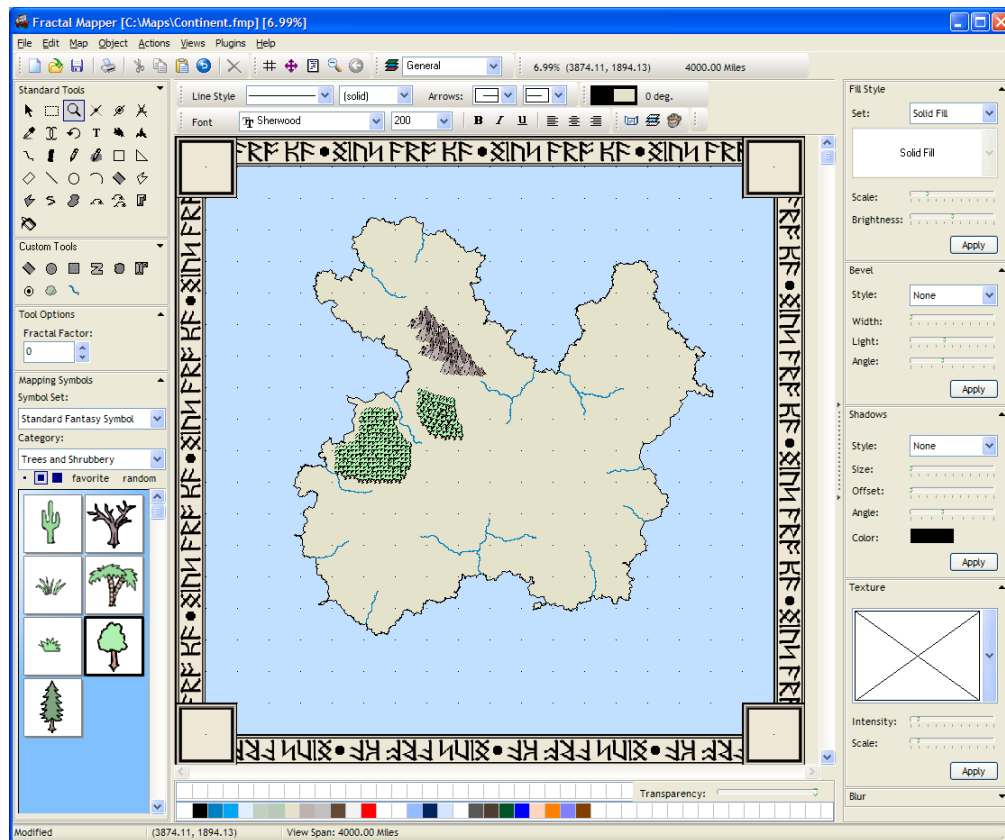 Fractal Mapper [C:\Maps\Continent.fmp] [6.99%]
File Edit Map Object Actions Views Plugins Help
General 6.99% (3874.11, 1894.13) 4000.00 Miles
Standard Tools
Line Style (solid) Arrows: 0 deg.
Font Sherwood 200 B I U
Custom Tools
Tool Options
Fractal Factor:
0
Mapping Symbols
Symbol Set:
Standard Fantasy Symbol
Category:
Trees and Shrubbery
favorite random
Fill Style
Set: Solid Fill
Solid Fill
Scale:
Brightness:
Apply
Bevel
Style: None
Width:
Light:
Angle:
Apply
Shadows
Style: None
Size:
Offset:
Angle:
Color:
Apply
Texture
Intensity:
Scale:
Apply
Blur
Transparency:
Modified (3874.11, 1894.13) View Span: 4000.00 Miles